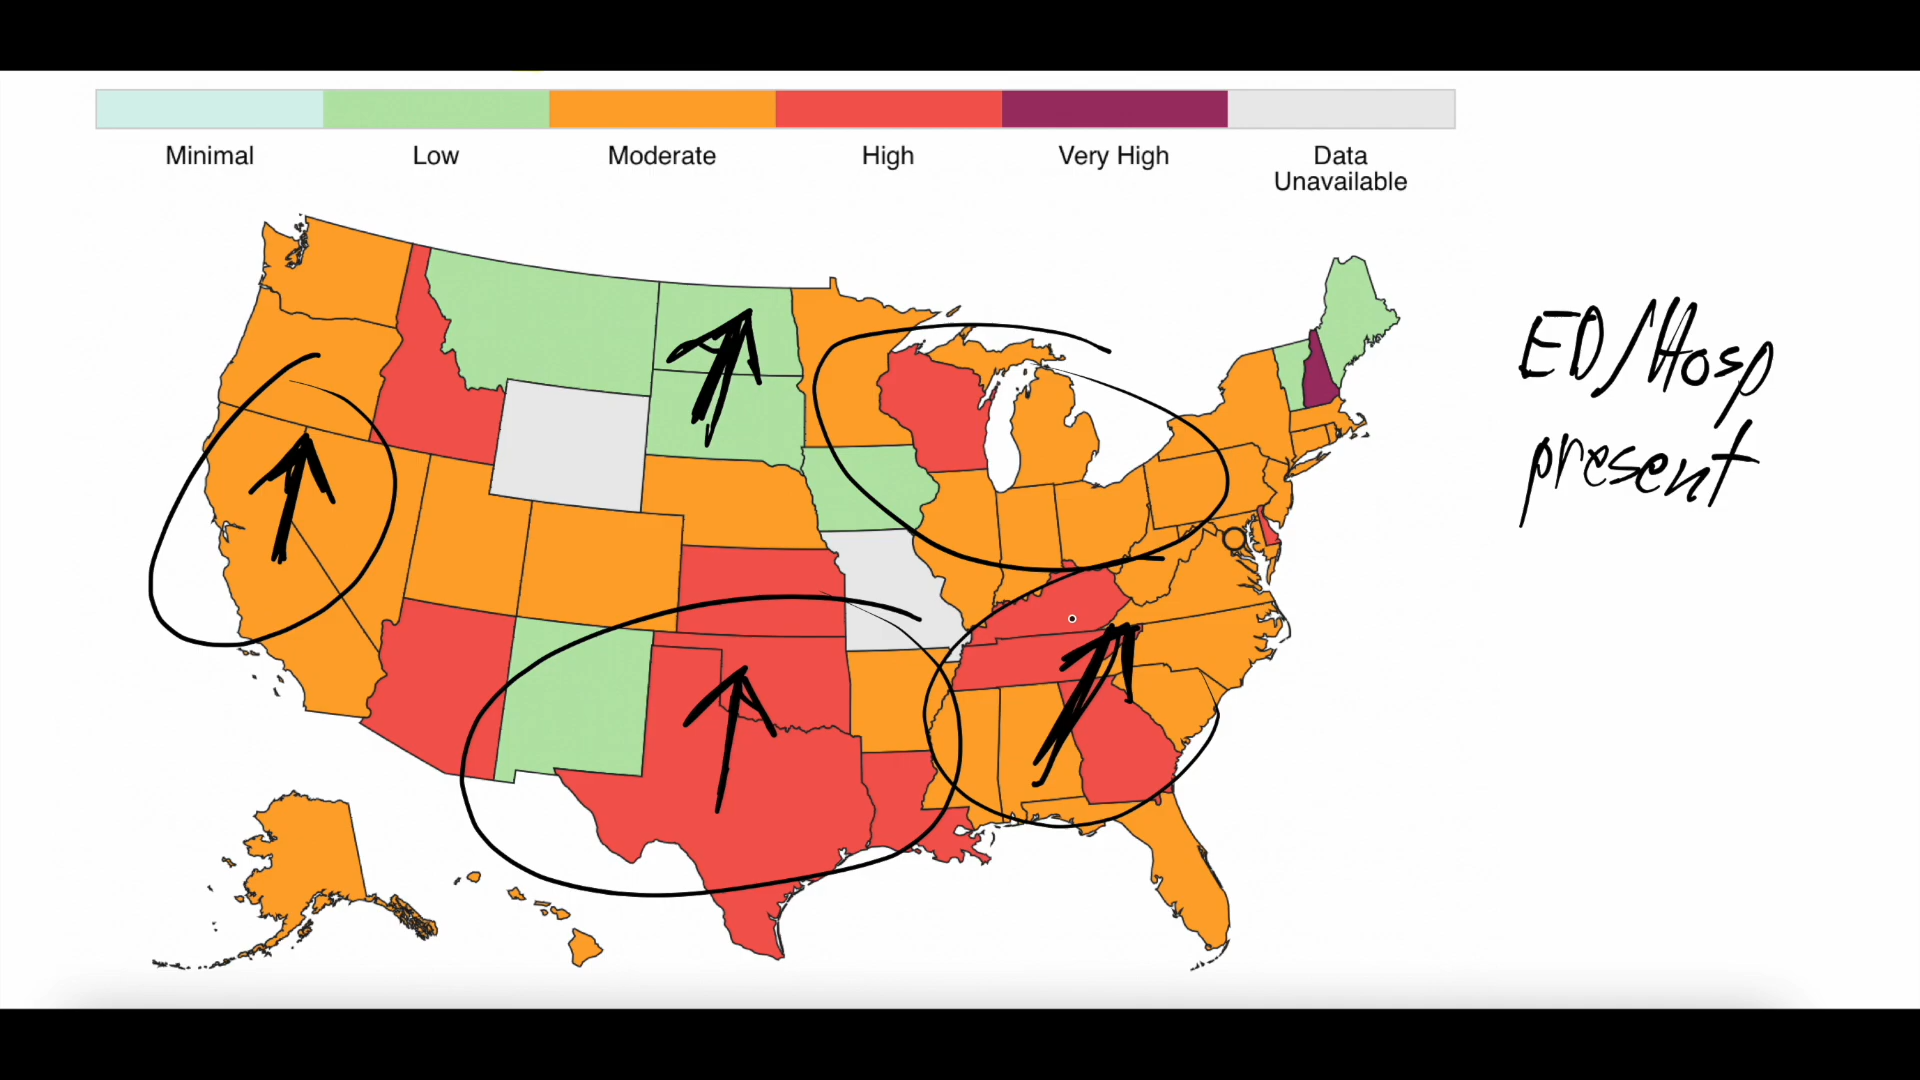 Minimal
Low
Moderate
High
Very High
Data
Unavailable
ED/Hosp
present